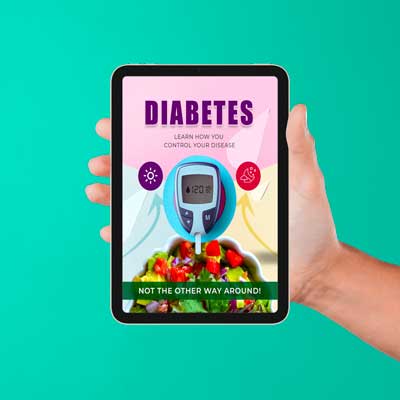 DIABETES
LEARN HOW YOU
CONTROL YOUR DISEASE
120
M
NOT THE OTHER WAY AROUND!